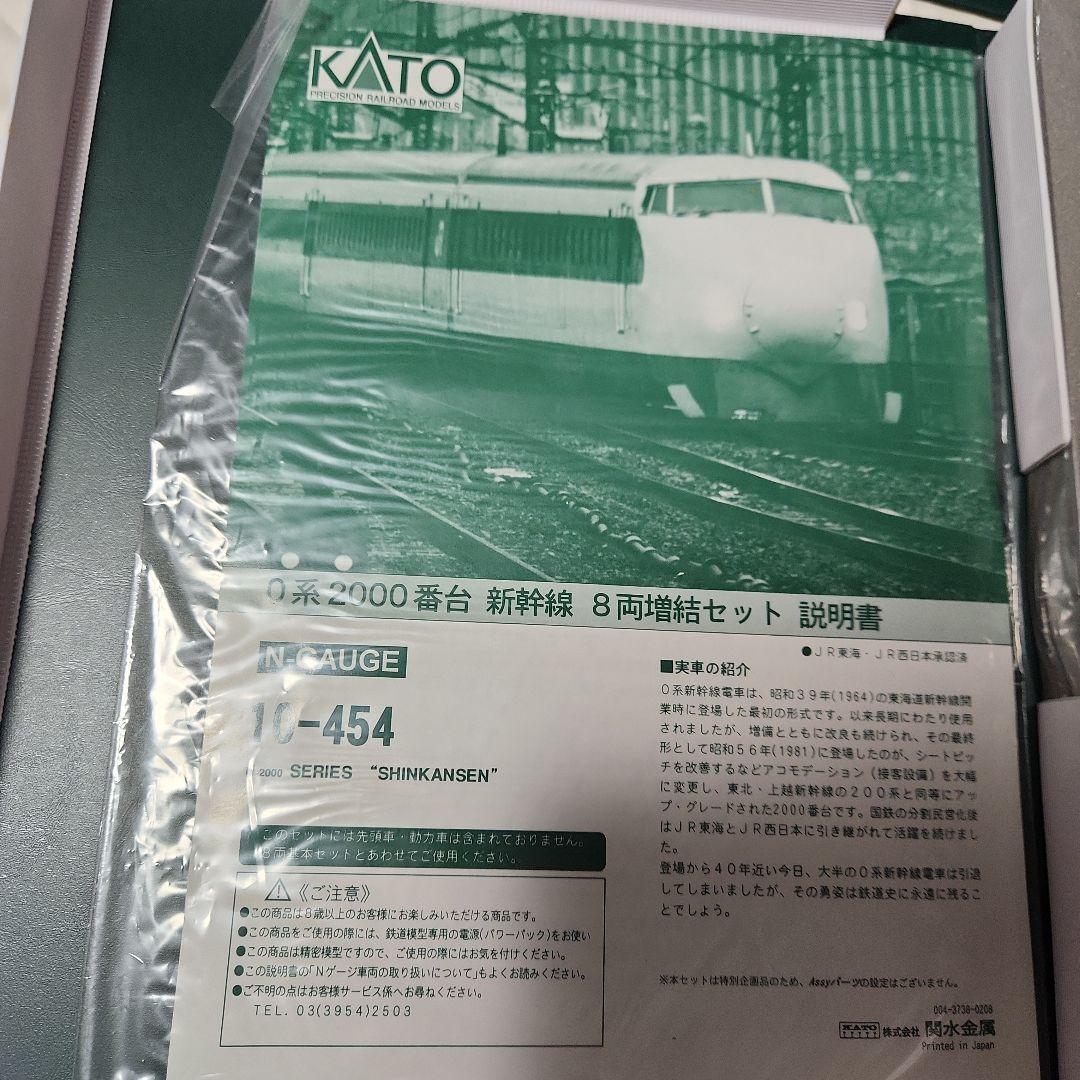 KATO
PRECISION RAILROAD MODELS
0系2000番台 新幹線 8両増結セット 説明書
●JR東海・JR西日本承認済
N-GAUGE
10-454
0-2000 SERIES “SHINKANSEN”
このセットには先頭車・動力車は含まれておりません。
8両基本セットとあわせてご使用ください。
⚠《ご注意》
●この商品は8歳以上のお客様にお楽しみいただける商品です。
●この商品をご使用の際には、鉄道模型専用の電源(パワーパック)をお使い
●この商品は精密模型ですので、ご使用の際にはお気を付けください。
●この説明書の「Nゲージ車両の取り扱いについて」もよくお読みください。
●ご不明の点はお客様サービス係へお尋ねください。
TEL. 03(3954)2503
■実車の紹介
0系新幹線電車は、昭和39年(1964)の東海道新幹線開
業時に登場した最初の形式です。以来長期にわたり使用
されましたが、増備とともに改良も続けられ、その最終
形として昭和56年(1981)に登場したのが、シートピッ
チを改善するなどアコモデーション(接客設備)を大幅
に変更し、東北・上越新幹線の200系と同等にアッ
プ・グレードされた2000番台です。国鉄の分割民営化後
はJR東海とJR西日本に引き継がれて活躍を続けまし
た。
登場から40年近い今日、大半の0系新幹線電車は引退
してしまいましたが、その勇姿は鉄道史に永遠に残るこ
とでしょう。
※本セットは特別企画品のため、Assyパーツの設定はございません。
004-3738-0208
KATO 株式会社 関水金属
Printed in Japan